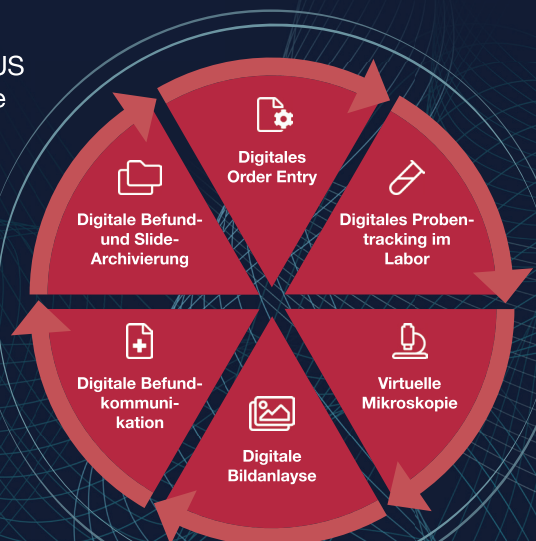 US
e
Digitales
Order Entry
Digitales Proben-
tracking im
Labor
Virtuelle
Mikroskopie
Digitale
Bildanlayse
Digitale Befund-
kommuni-
kation
Digitale Befund-
und Slide-
Archivierung